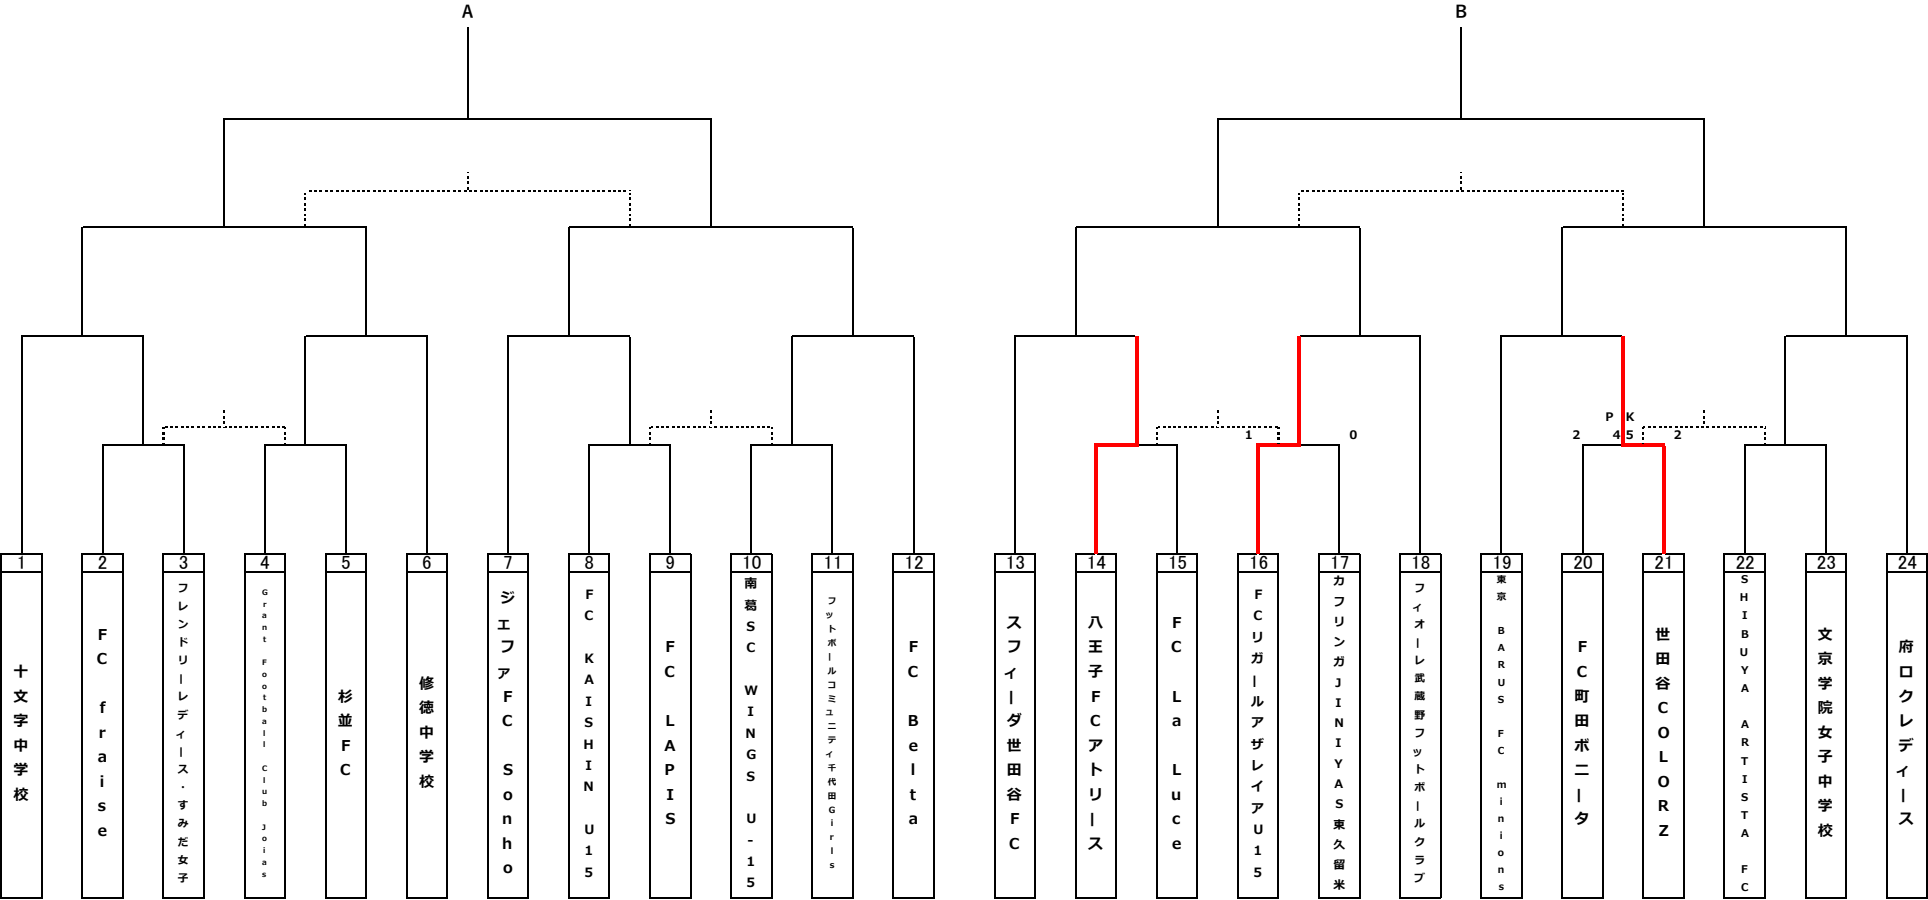 A
B
P K
1
0
2
4 5
2
1
2
3
4
5
6
7
8
9
10
11
12
13
14
15
16
17
18
19
20
21
22
23
24
十文字中学校
FC fraise
フレンドリーレディース・すみだ女子
Grant Football Club Joias
杉並FC
修徳中学校
ジェファFC Sonho
FC KAISHIN U15
FC LAPIS
南葛SC WINGS U-15
フットボールコミュニティ千代田Girls
FC Belta
スフィーダ世田谷FC
八王子FCアトリース
FC La Luce
FCリガールアザレイアU15
カフリンガJINIYAS東久留米
フィオーレ武蔵野フットボールクラブ
東京 BARUS FC minions
FC町田ボニータ
世田谷COLORZ
SHIBUYA ARTISTA FC
文京学院女子中学校
府ロクレディース